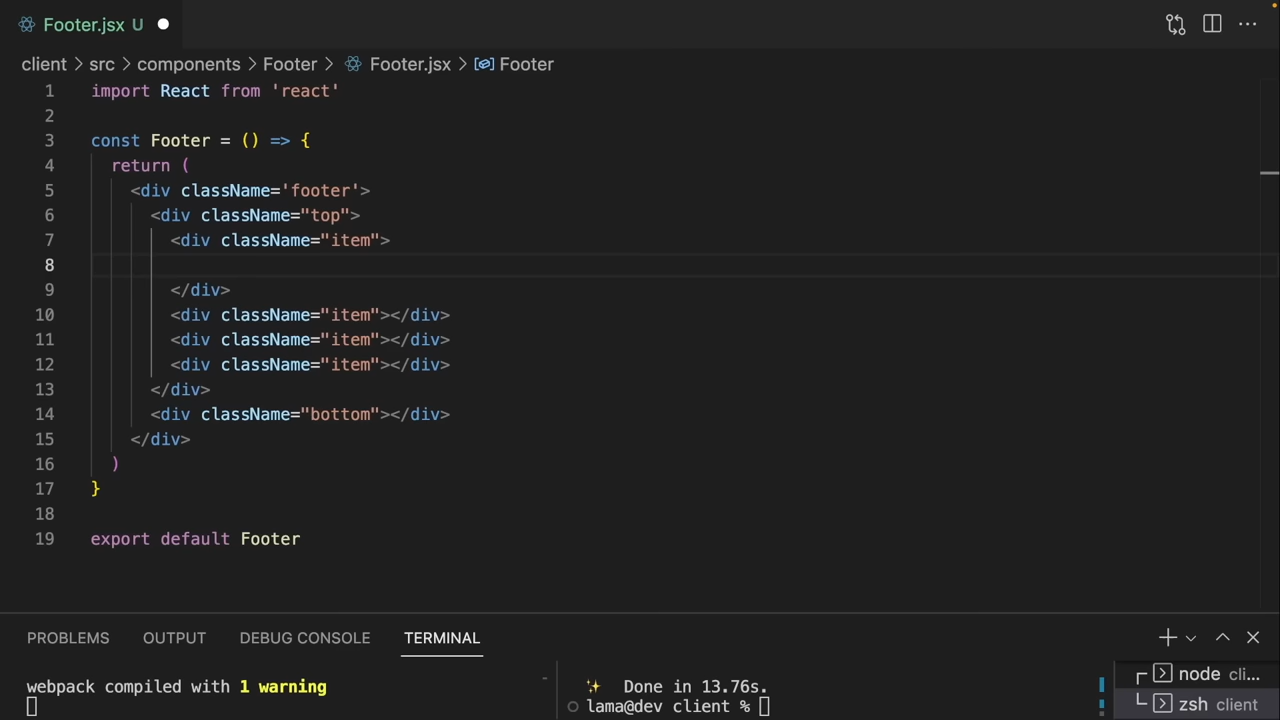 Footer.jsx U
client > src > components > Footer > Footer.jsx > Footer
1 import React from 'react'
2
3 const Footer = () => {
4 return (
5 <div className='footer'>
6 <div className="top">
7 <div className="item">
8
9 </div>
10 <div className="item"></div>
11 <div className="item"></div>
12 <div className="item"></div>
13 </div>
14 <div className="bottom"></div>
15 </div>
16 )
17 }
18
19 export default Footer
PROBLEMS OUTPUT DEBUG CONSOLE TERMINAL
webpack compiled with 1 warning
✨ Done in 13.76s.
lama@dev client %
node cli...
zsh client